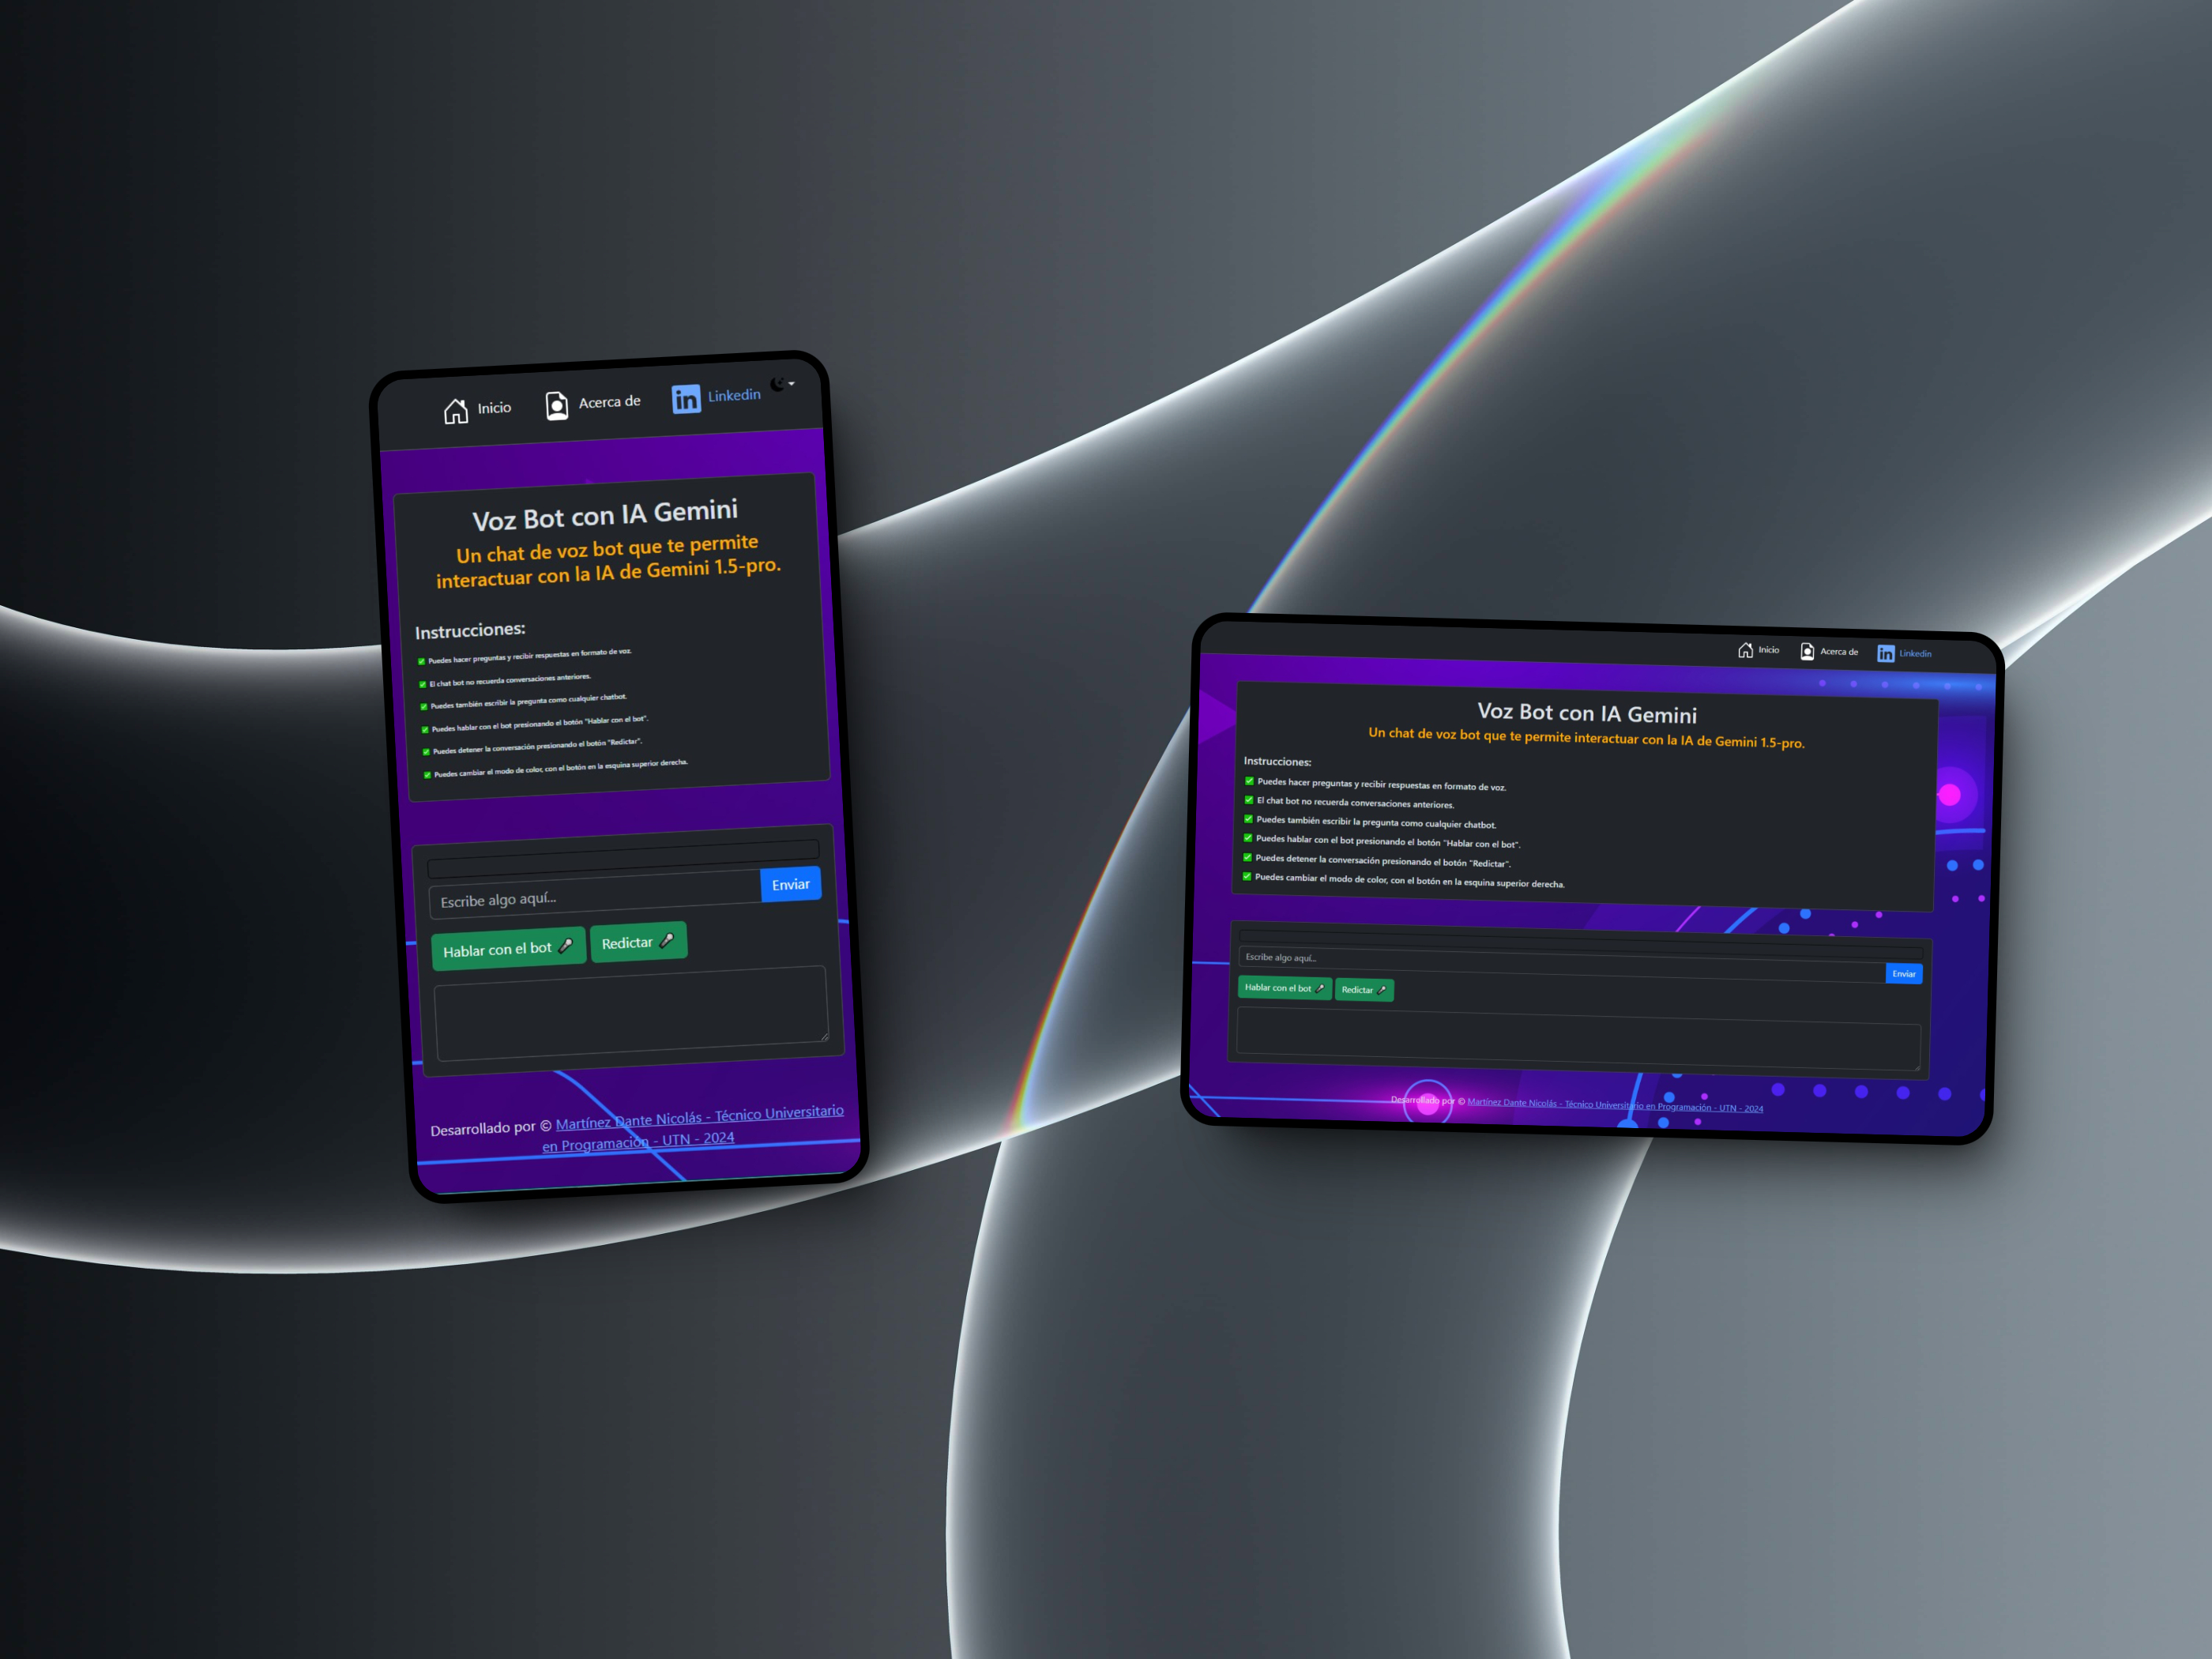 Inicio
Acerca de
Linkedin
Voz Bot con IA Gemini
Un chat de voz bot que te permite
interactuar con la IA de Gemini 1.5-pro.
Instrucciones:
✅ Puedes hacer preguntas y recibir respuestas en formato de voz.
✅ El chat bot no recuerda conversaciones anteriores.
✅ Puedes también escribir la pregunta como cualquier chatbot.
✅ Puedes hablar con el bot presionando el botón "Hablar con el bot".
✅ Puedes detener la conversación presionando el botón "Redictar".
✅ Puedes cambiar el modo de color, con el botón en la esquina superior derecha.
Escribe algo aquí...
Enviar
Hablar con el bot 🎤
Redictar 🎤
Desarrollado por © Martínez Dante Nicolás - Técnico Universitario
en Programación - UTN - 2024
Inicio
Acerca de
Linkedin
Voz Bot con IA Gemini
Un chat de voz bot que te permite interactuar con la IA de Gemini 1.5-pro.
Instrucciones:
✅ Puedes hacer preguntas y recibir respuestas en formato de voz.
✅ El chat bot no recuerda conversaciones anteriores.
✅ Puedes también escribir la pregunta como cualquier chatbot.
✅ Puedes hablar con el bot presionando el botón "Hablar con el bot".
✅ Puedes detener la conversación presionando el botón "Redictar".
✅ Puedes cambiar el modo de color, con el botón en la esquina superior derecha.
Escribe algo aquí...
Enviar
Hablar con el bot 🎤
Redictar 🎤
Desarrollado por © Martínez Dante Nicolás - Técnico Universitario en Programación - UTN - 2024